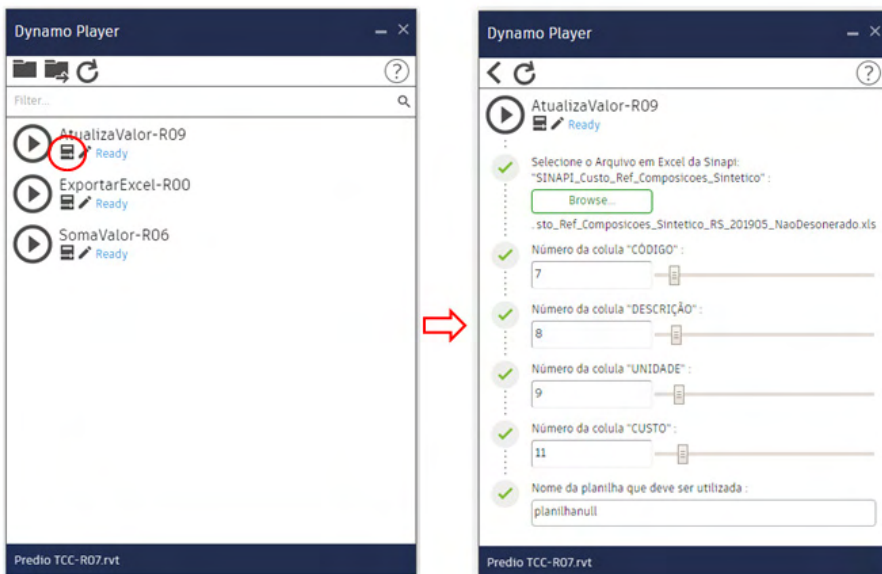 Dynamo Player
Filter...
AtualizaValor-R09
Ready
ExportarExcel-R00
Ready
SomaValor-R06
Ready
Predio TCC-R07.rvt
Dynamo Player
AtualizaValor-R09
Ready
Selecione o Arquivo em Excel da Sinapi:
"SINAPI_Custo_Ref_Composicoes_Sintetico" :
Browse...
.sto_Ref_Composicoes_Sintetico_RS_201905_NaoDesonerado.xls
Número da colula "CÓDIGO" :
7
Número da colula "DESCRIÇÃO" :
8
Número da colula "UNIDADE" :
9
Número da colula "CUSTO" :
11
Nome da planilha que deve ser utilizada :
planilhanull
Predio TCC-R07.rvt